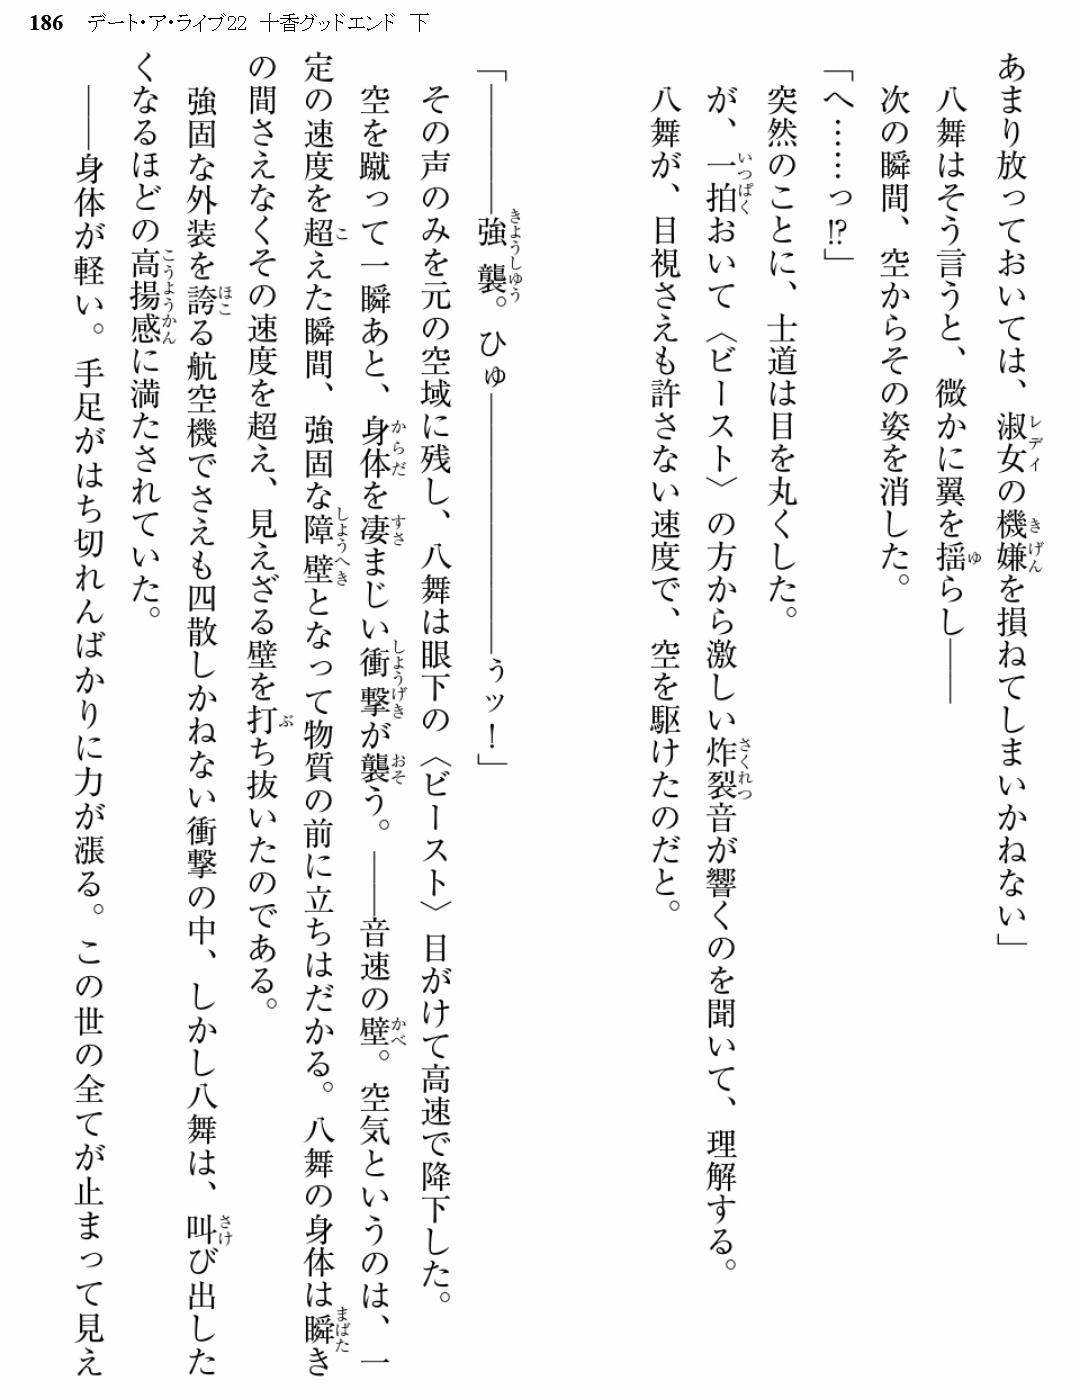 186 デート・ア・ライブ22 十香グッドエンド 下
あまり放っておいては、淑女の機嫌を損ねてしまいかねない」
八舞はそう言うと、微かに翼を揺らし――
次の瞬間、空からその姿を消した。
「へ……っ!?」
突然のことに、士道は目を丸くした。
が、一拍おいて〈ビースト〉の方から激しい炸裂音が響くのを聞いて、理解する。
八舞が、目視さえも許さない速度で、空を駆けたのだと。
「――――強襲。ひゅ――――――――ぅッ!」
その声のみを元の空域に残し、八舞は眼下の〈ビースト〉目がけて高速で降下した。
空を蹴って一瞬あと、身体を凄まじい衝撃が襲う。――音速の壁。空気というのは、一
定の速度を超えた瞬間、強固な障壁となって物質の前に立ちはだかる。八舞の身体は瞬き
の間さえなくその速度を超え、見えざる壁を打ち抜いたのである。
強固な外装を誇る航空機でさえも四散しかねない衝撃の中、しかし八舞は、叫び出した
くなるほどの高揚感に満たされていた。
――身体が軽い。手足がはち切れんばかりに力が漲る。この世の全てが止まって見え